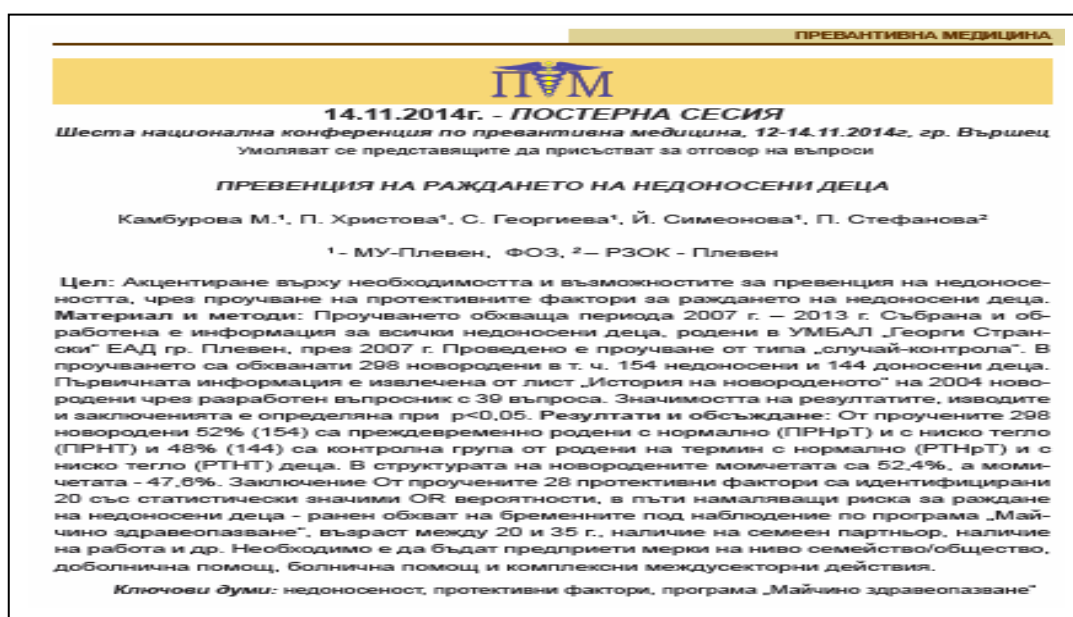 ПРЕВАНТИВНА МЕДИЦИНА
ПМ
14.11.2014г. - ПОСТЕРНА СЕСИЯ
Шеста национална конференция по превантивна медицина, 12-14.11.2014г, гр. Вършец
Умоляват се представящите да присъстват за отговор на въпроси
ПРЕВЕНЦИЯ НА РАЖДАНЕТО НА НЕДОНОСЕНИ ДЕЦА
Камбурова М.¹, П. Христова¹, С. Георгиева¹, Й. Симеонова¹, П. Стефанова²
¹ - МУ-Плевен, ФОЗ, ² – РЗОК - Плевен
Цел: Акцентиране върху необходимостта и възможностите за превенция на недоносе-
ността, чрез проучване на протективните фактори за раждането на недоносени деца.
Материал и методи: Проучването обхваща периода 2007 г. – 2013 г. Събрана и об-
работена е информация за всички недоносени деца, родени в УМБАЛ „Георги Стран-
ски“ ЕАД гр. Плевен, през 2007 г. Проведено е проучване от типа „случай-контрола“. В
проучването са обхванати 298 новородени в т. ч. 154 недоносени и 144 доносени деца.
Първичната информация е извлечена от лист „История на новороденото“ на 2004 ново-
родени чрез разработен въпросник с 39 въпроса. Значимостта на резултатите, изводите
и заключенията е определяна при p<0,05. Резултати и обсъждане: От проучените 298
новородени 52% (154) са преждевременно родени с нормално (ПРНрТ) и с ниско тегло
(ПРНТ) и 48% (144) са контролна група от родени на термин с нормално (РТНрТ) и с
ниско тегло (РТНТ) деца. В структурата на новородените момчетата са 52,4%, а моми-
четата - 47,6%. Заключение От проучените 28 протективни фактори са идентифицирани
20 със статистически значими OR вероятности, в пъти намаляващи риска за раждане
на недоносени деца - ранен обхват на бременните под наблюдение по програма „Май-
чино здравеопазване“, възраст между 20 и 35 г., наличие на семеен партньор, наличие
на работа и др. Необходимо е да бъдат предприети мерки на ниво семейство/общество,
доболнична помощ, болнична помощ и комплексни междусекторни действия.
Ключови думи: недоносеност, протективни фактори, програма „Майчино здравеопазване“